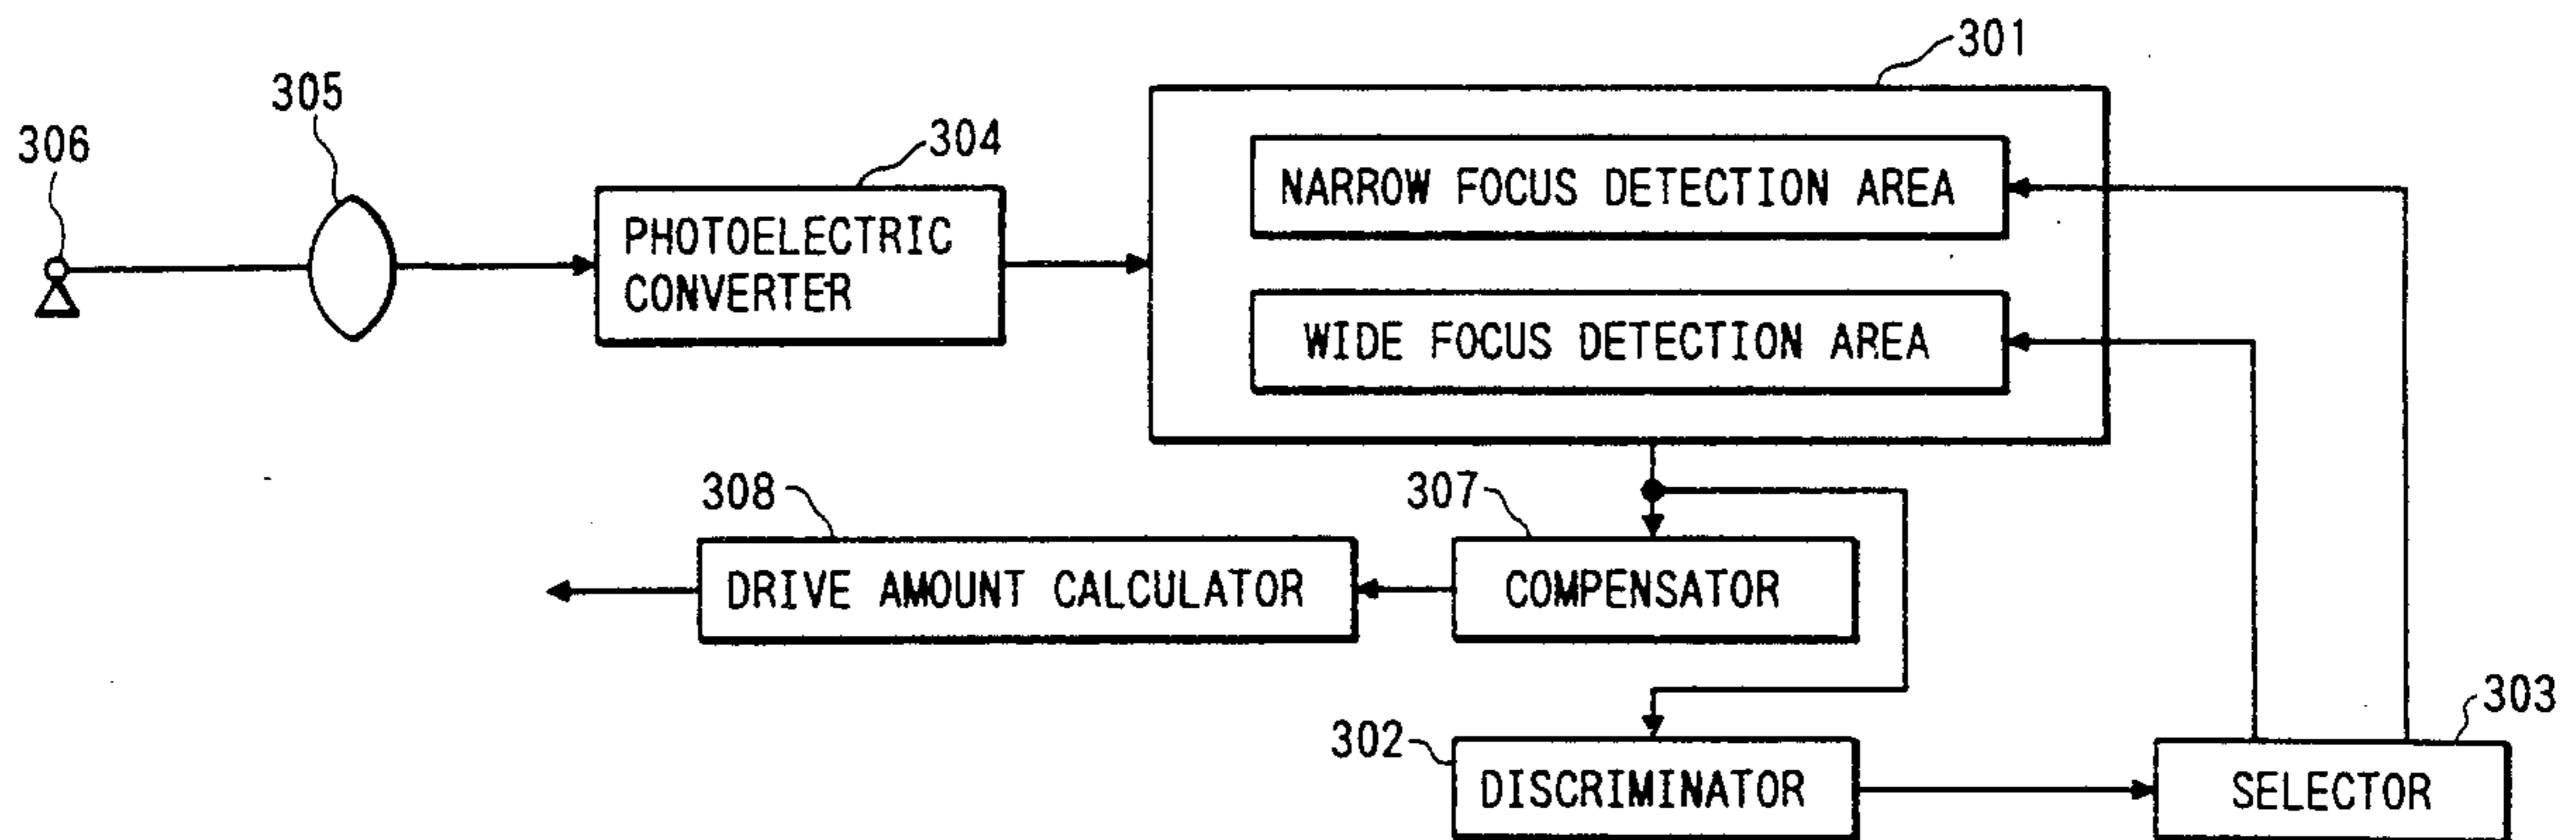 301
305
304
306
NARROW FOCUS DETECTION AREA
PHOTOELECTRIC
CONVERTER
WIDE FOCUS DETECTION AREA
308
307
DRIVE AMOUNT CALCULATOR
COMPENSATOR
303
302
DISCRIMINATOR
SELECTOR